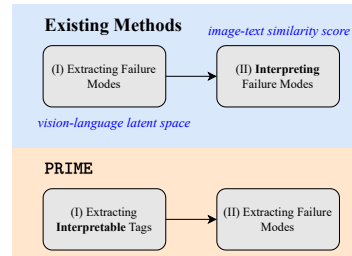 Existing Methods
image-text similarity score
(I) Extracting Failure
Modes
(II) Interpreting
Failure Modes
vision-language latent space
PRIME
(I) Extracting
Interpretable Tags
(II) Extracting Failure
Modes